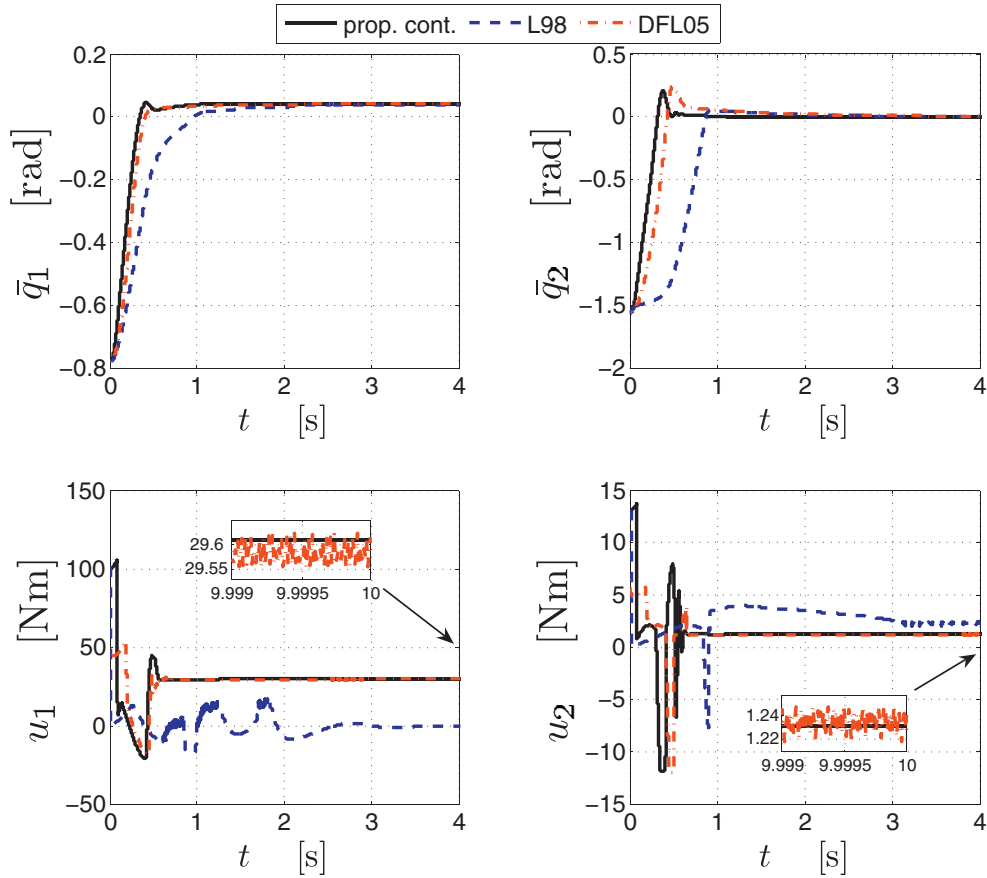 prop. cont. L98 DFL05
0.2
0
−0.2
−0.4
−0.6
−0.8
0 1 2 3 4
q̄1 [rad]
t [s]
0.5
0
−0.5
−1
−1.5
−2
0 1 2 3 4
q̄2 [rad]
t [s]
150
100
50
0
−50
0 1 2 3 4
u1 [Nm]
t [s]
29.6
29.55
9.999 9.9995 10
15
10
5
0
−5
−10
−15
0 1 2 3 4
u2 [Nm]
t [s]
1.24
1.22
9.999 9.9995 10